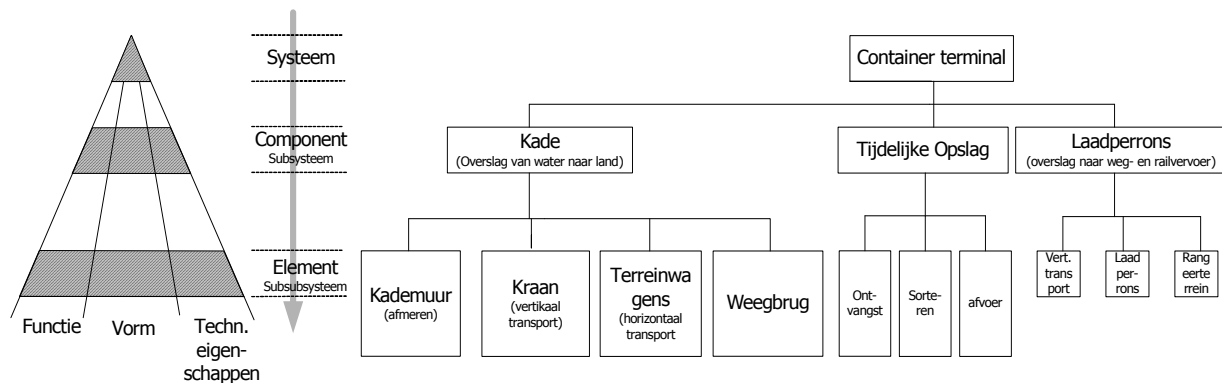 Systeem
Component
Subsysteem
Element
Subsubsysteem
Functie
Vorm
Techn.
eigen-
schappen
Container terminal
Kade
(Overslag van water naar land)
Tijdelijke Opslag
Laadperrons
(overslag naar weg- en railvervoer)
Kademuur
(afmeren)
Kraan
(vertikaal
transport)
Terreinwa
gens
(horizontaal
transport
Weegbrug
Ont-
vangst
Sorte-
ren
afvoer
Vert.
trans
port
Laad
per-
rons
Rang
eerte
rrein